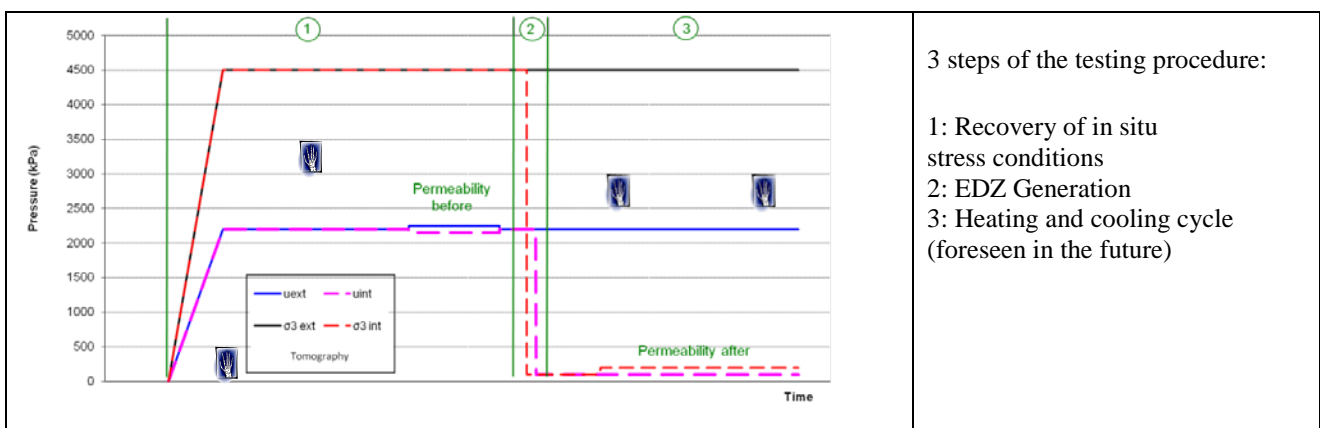 1
2
3
5000
4500
4000
3500
3000
2500
2000
1500
1000
500
0
Pressure (kPa)
Permeability
before
uext
uint
σ3 ext
σ3 int
Tomography
Permeability after
Time
3 steps of the testing procedure:
1: Recovery of in situ
stress conditions
2: EDZ Generation
3: Heating and cooling cycle
(foreseen in the future)